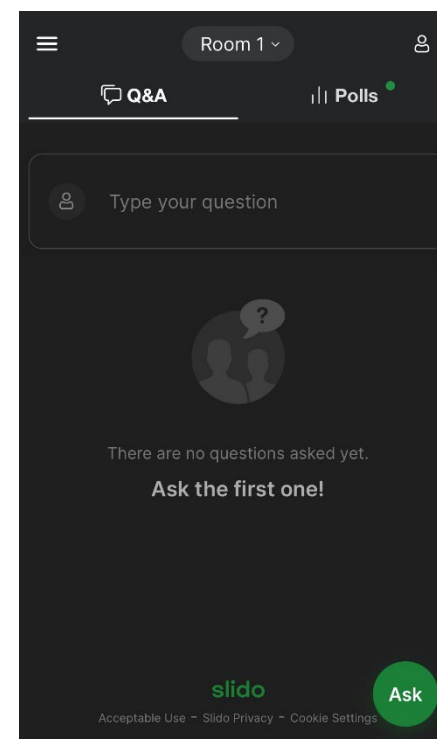 Room 1
Q&A
Polls
Type your question
?
There are no questions asked yet.
Ask the first one!
slido
Ask
Acceptable Use - Slido Privacy - Cookie Settings